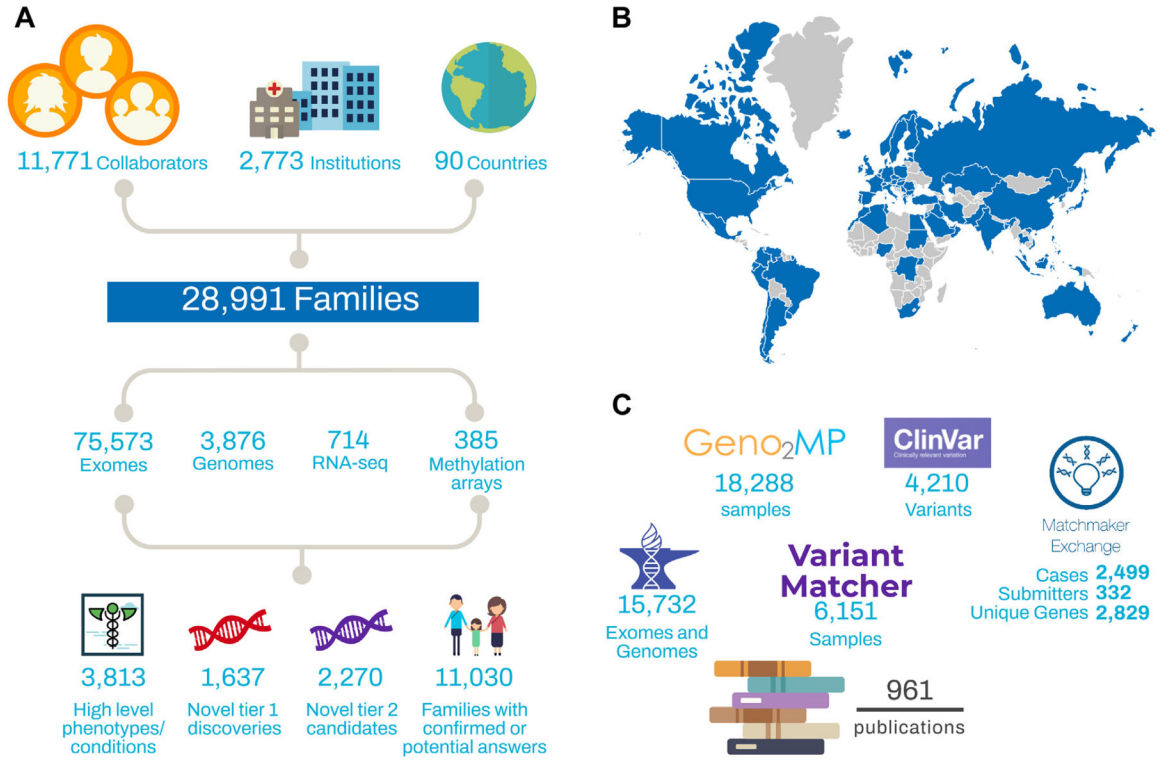 A
11,771 Collaborators
2,773 Institutions
90 Countries
28,991 Families
75,573
Exomes
3,876
Genomes
714
RNA-seq
385
Methylation
arrays
3,813
High level
phenotypes/
conditions
1,637
Novel tier 1
discoveries
2,270
Novel tier 2
candidates
11,030
Families with
confirmed or
potential answers
B
C
Geno2MP
18,288
samples
ClinVar
Clinically relevant variation
4,210
Variants
Matchmaker
Exchange
Cases 2,499
Submitters 332
Unique Genes 2,829
15,732
Exomes and
Genomes
Variant
Matcher
6,151
Samples
961
publications